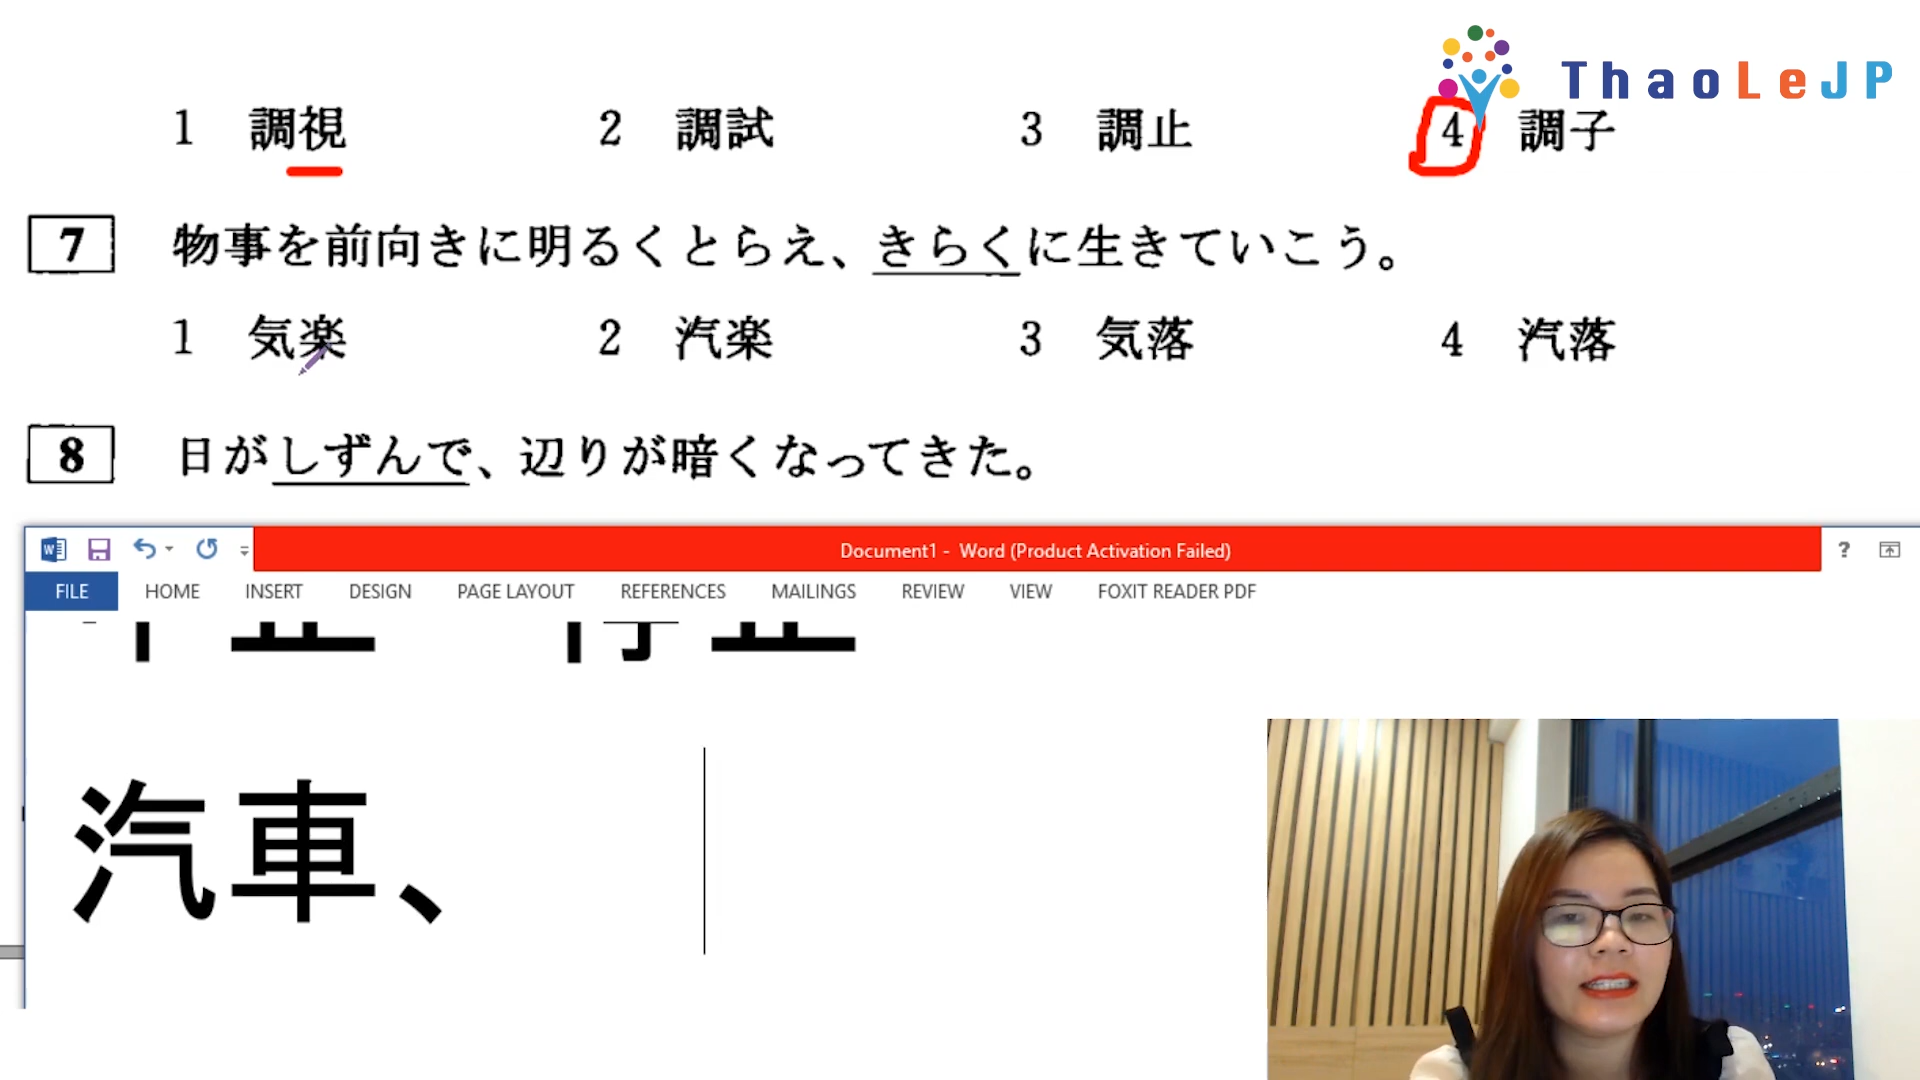 ThaoLeJP
1 調視 2 調試 3 調止 4 調子
7 物事を前向きに明るくとらえ、きらくに生きていこう。
1 気楽 2 汽楽 3 気落 4 汽落
8 日がしずんで、辺りが暗くなってきた。
Document1 - Word (Product Activation Failed)
?
FILE HOME INSERT DESIGN PAGE LAYOUT REFERENCES MAILINGS REVIEW VIEW FOXIT READER PDF
汽車、